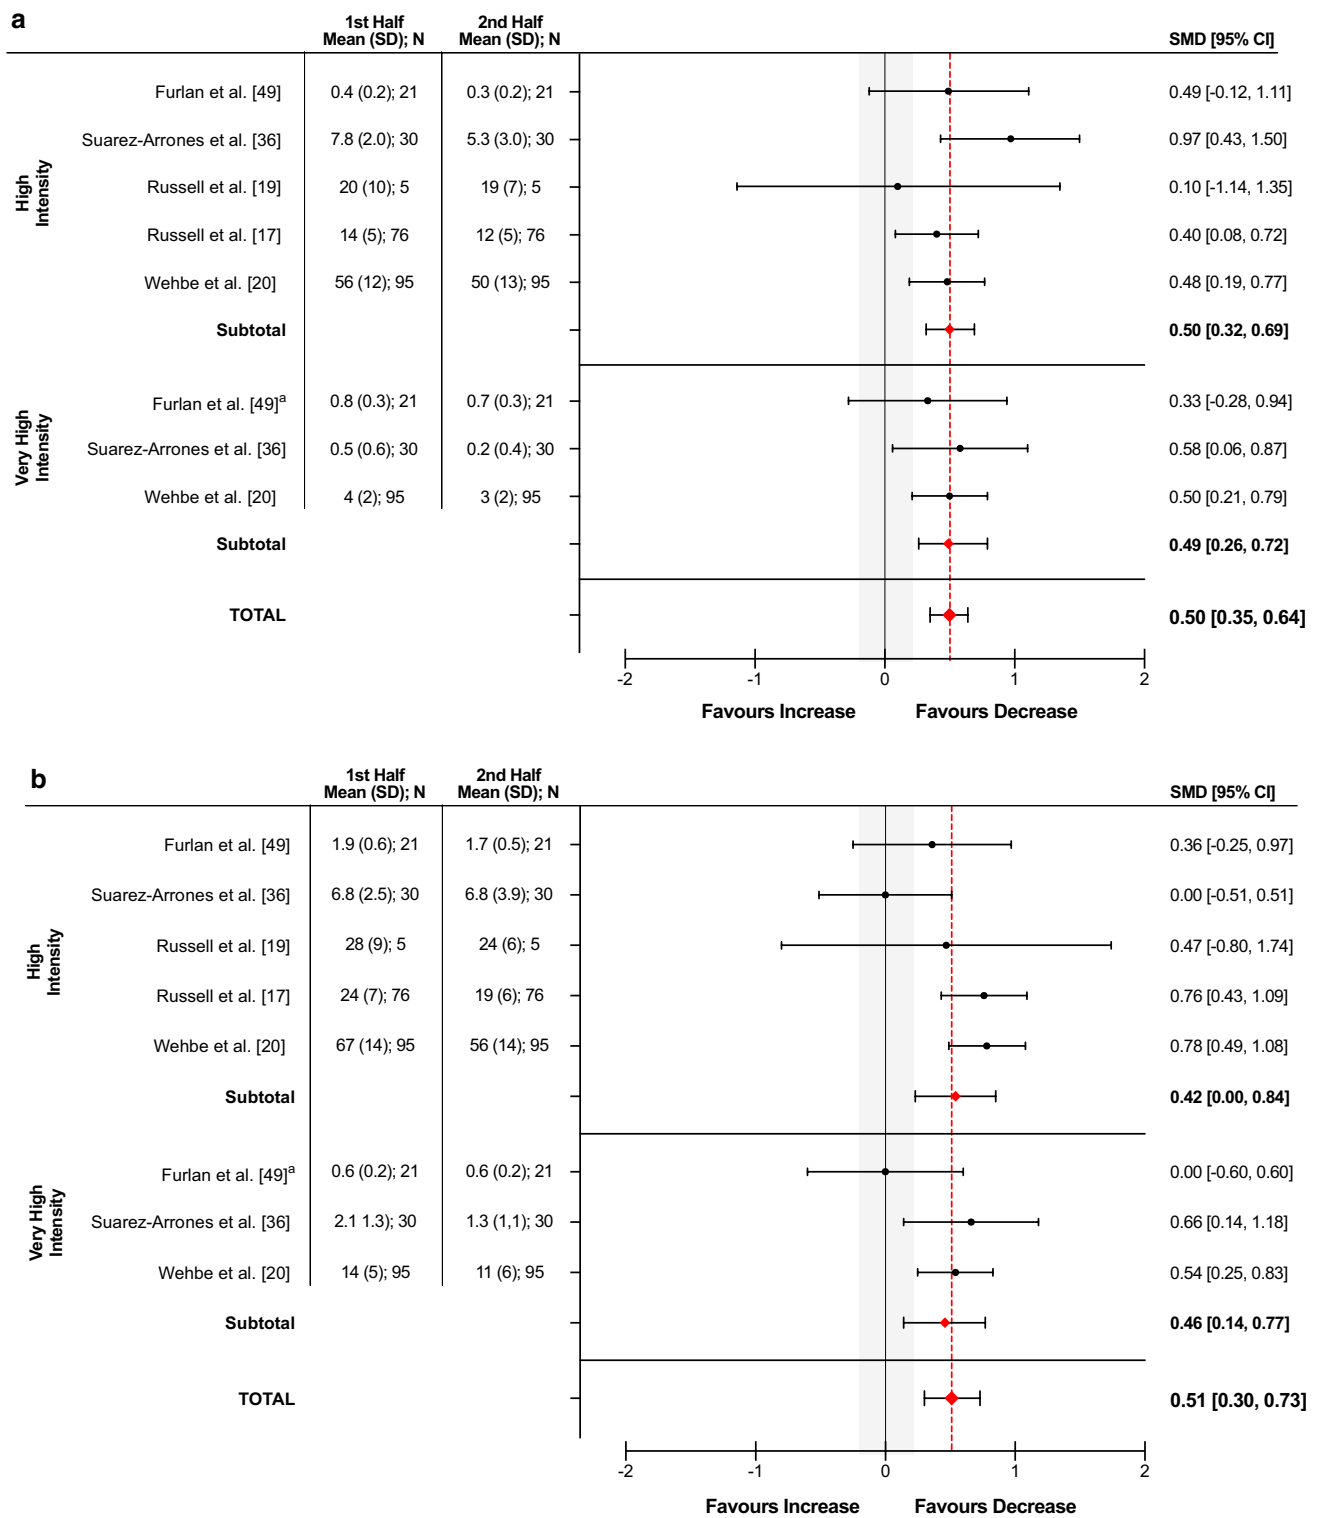 a
1st Half 2nd Half
Mean (SD); N Mean (SD); N SMD [95% CI]
High Intensity
Furlan et al. [49] 0.4 (0.2); 21 0.3 (0.2); 21 0.49 [-0.12, 1.11]
Suarez-Arrones et al. [36] 7.8 (2.0); 30 5.3 (3.0); 30 0.97 [0.43, 1.50]
Russell et al. [19] 20 (10); 5 19 (7); 5 0.10 [-1.14, 1.35]
Russell et al. [17] 14 (5); 76 12 (5); 76 0.40 [0.08, 0.72]
Wehbe et al. [20] 56 (12); 95 50 (13); 95 0.48 [0.19, 0.77]
Subtotal 0.50 [0.32, 0.69]
Very High Intensity
Furlan et al. [49]a 0.8 (0.3); 21 0.7 (0.3); 21 0.33 [-0.28, 0.94]
Suarez-Arrones et al. [36] 0.5 (0.6); 30 0.2 (0.4); 30 0.58 [0.06, 0.87]
Wehbe et al. [20] 4 (2); 95 3 (2); 95 0.50 [0.21, 0.79]
Subtotal 0.49 [0.26, 0.72]
TOTAL 0.50 [0.35, 0.64]
-2 -1 0 1 2
Favours Increase Favours Decrease
b
1st Half 2nd Half
Mean (SD); N Mean (SD); N SMD [95% CI]
High Intensity
Furlan et al. [49] 1.9 (0.6); 21 1.7 (0.5); 21 0.36 [-0.25, 0.97]
Suarez-Arrones et al. [36] 6.8 (2.5); 30 6.8 (3.9); 30 0.00 [-0.51, 0.51]
Russell et al. [19] 28 (9); 5 24 (6); 5 0.47 [-0.80, 1.74]
Russell et al. [17] 24 (7); 76 19 (6); 76 0.76 [0.43, 1.09]
Wehbe et al. [20] 67 (14); 95 56 (14); 95 0.78 [0.49, 1.08]
Subtotal 0.42 [0.00, 0.84]
Very High Intensity
Furlan et al. [49]a 0.6 (0.2); 21 0.6 (0.2); 21 0.00 [-0.60, 0.60]
Suarez-Arrones et al. [36] 2.1 1.3); 30 1.3 (1,1); 30 0.66 [0.14, 1.18]
Wehbe et al. [20] 14 (5); 95 11 (6); 95 0.54 [0.25, 0.83]
Subtotal 0.46 [0.14, 0.77]
TOTAL 0.51 [0.30, 0.73]
-2 -1 0 1 2
Favours Increase Favours Decrease